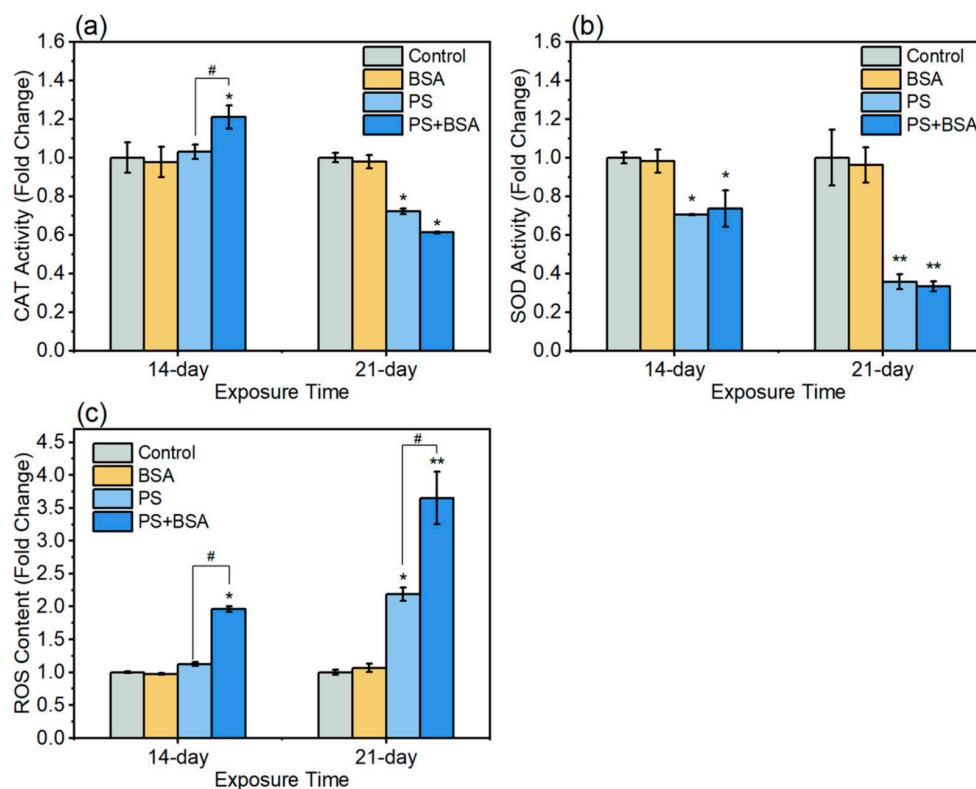 (a)
1.6
1.4
1.2
1.0
0.8
0.6
0.4
0.2
0.0
CAT Activity (Fold Change)
Control
BSA
PS
PS+BSA
#
*
*
*
14-day
21-day
Exposure Time
(b)
1.6
1.4
1.2
1.0
0.8
0.6
0.4
0.2
0.0
SOD Activity (Fold Change)
Control
BSA
PS
PS+BSA
*
*
**
**
14-day
21-day
Exposure Time
(c)
4.5
4.0
3.5
3.0
2.5
2.0
1.5
1.0
0.5
0.0
ROS Content (Fold Change)
Control
BSA
PS
PS+BSA
#
*
#
*
**
14-day
21-day
Exposure Time